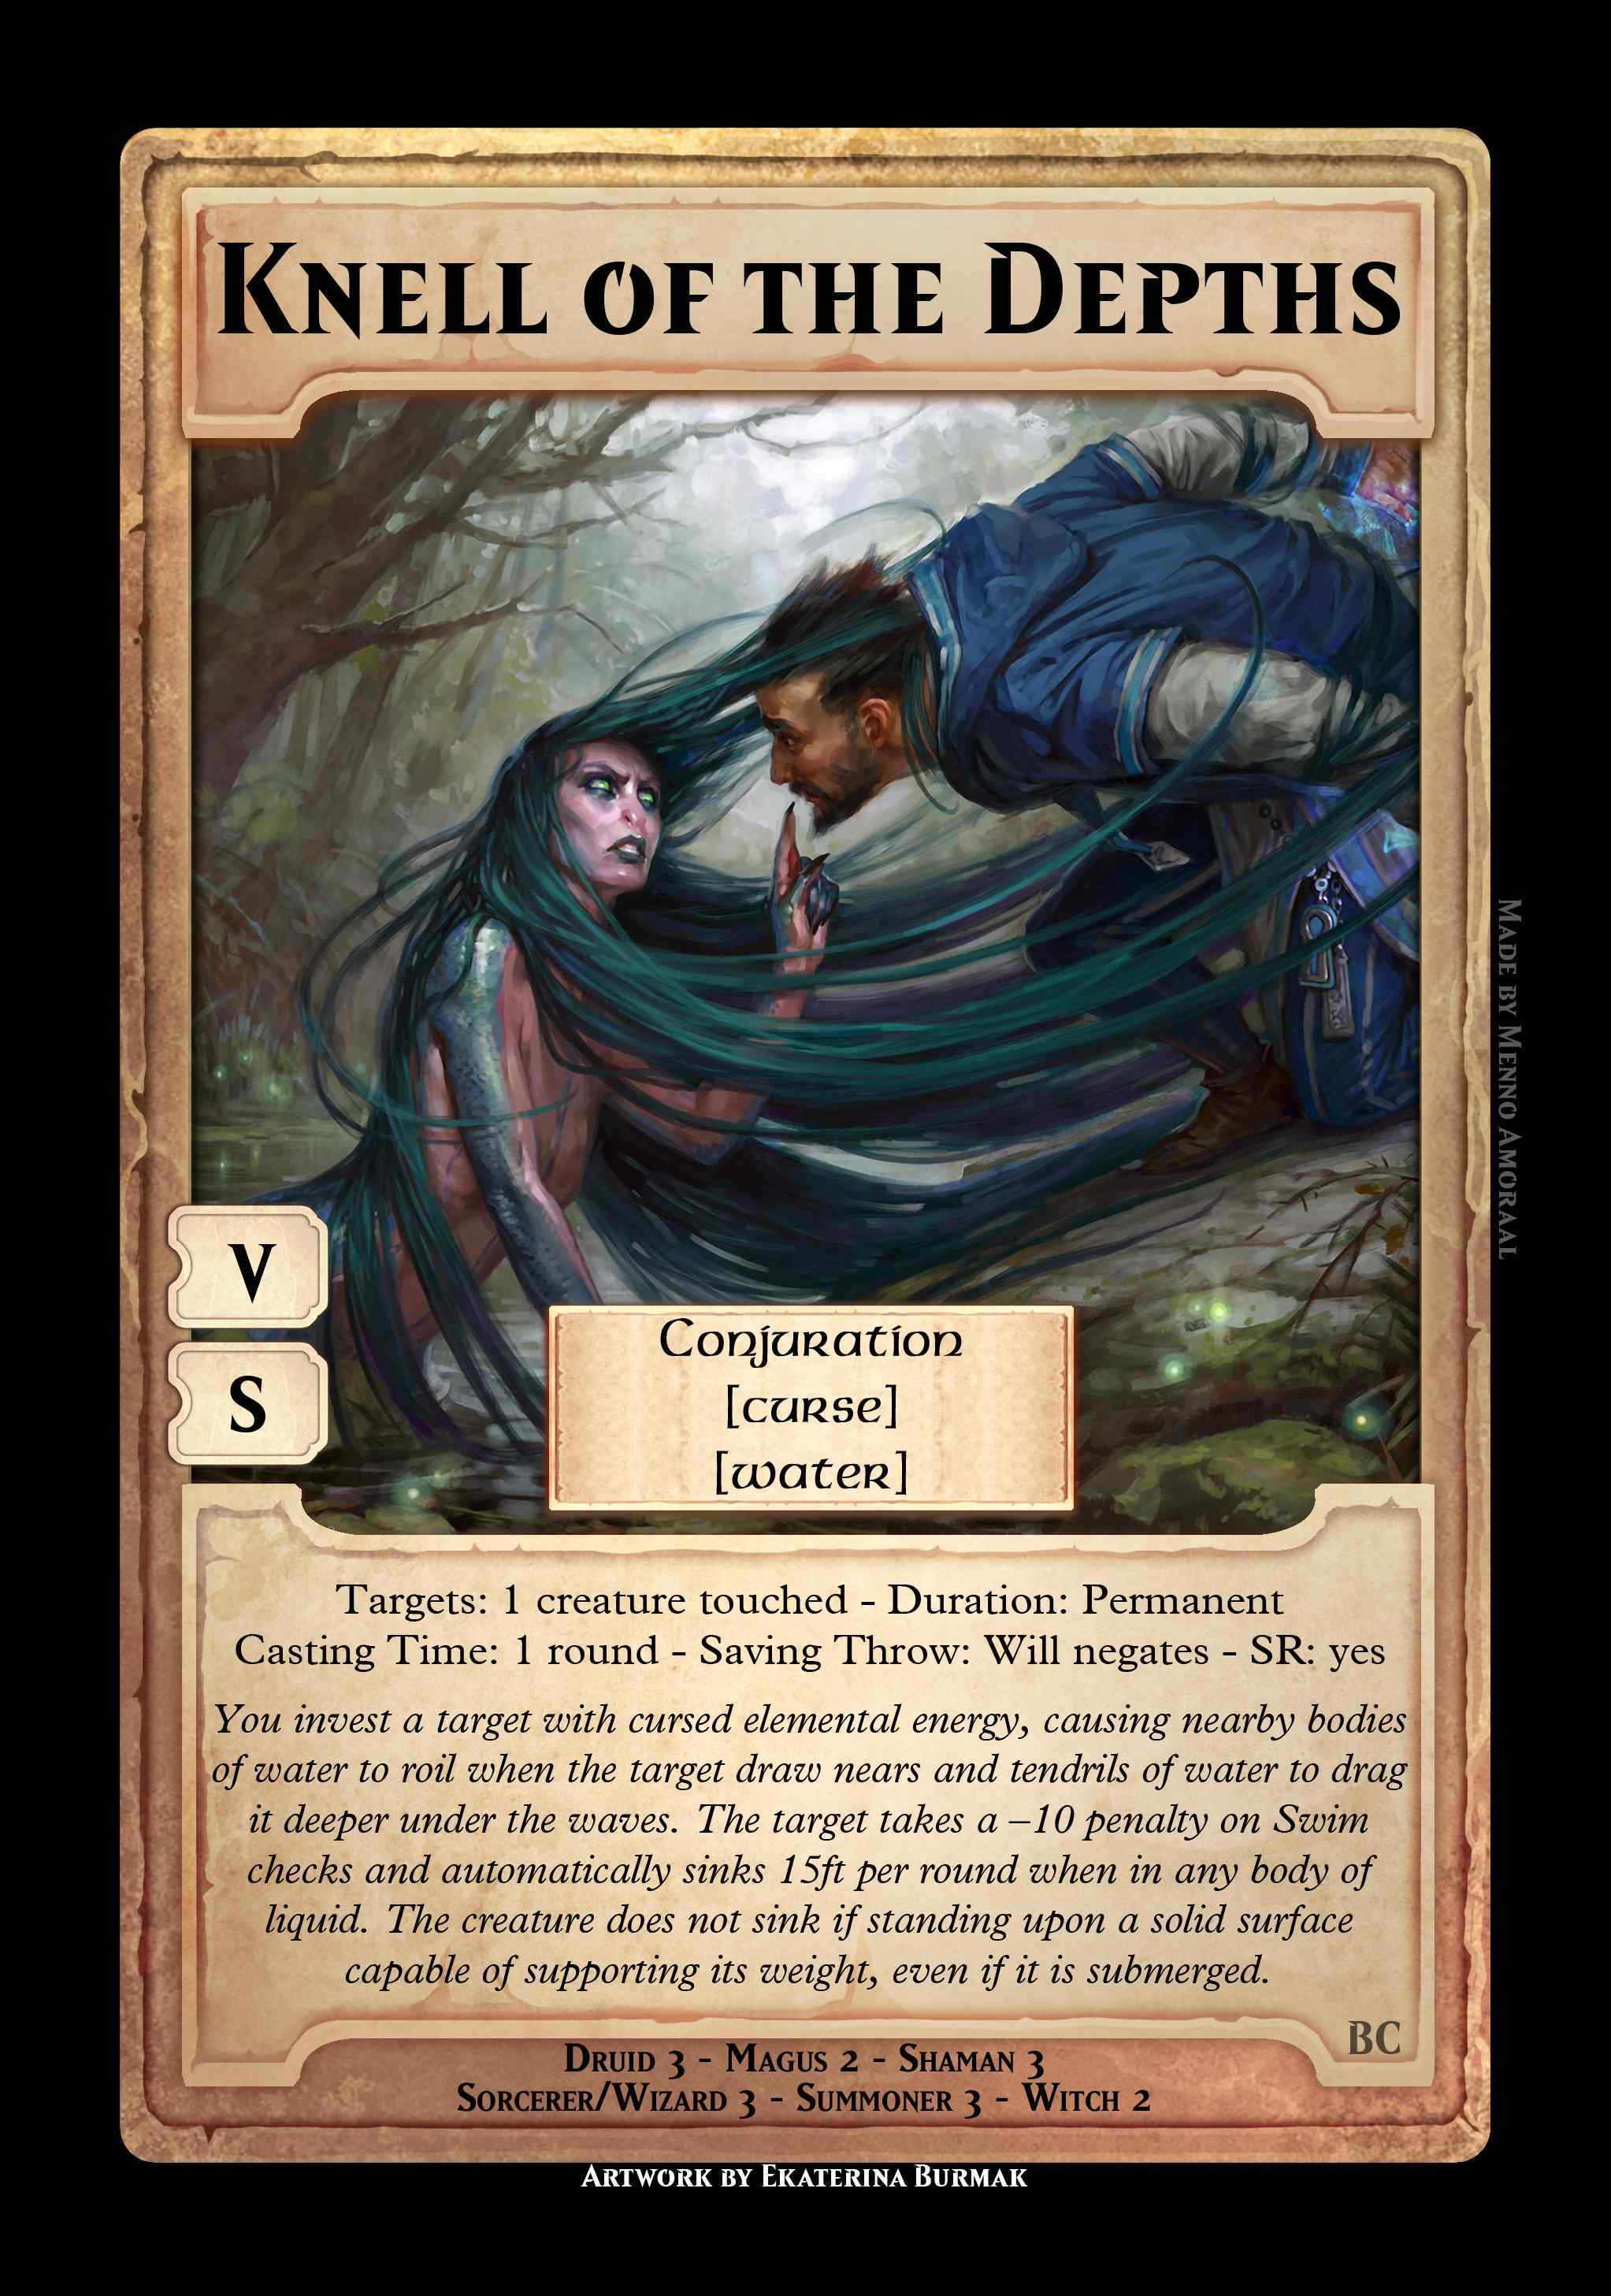 Knell of the Depths
V
S
Conjuration
[curse]
[water]
Targets: 1 creature touched - Duration: Permanent
Casting Time: 1 round - Saving Throw: Will negates - SR: yes
You invest a target with cursed elemental energy, causing nearby bodies
of water to roil when the target draw nears and tendrils of water to drag
it deeper under the waves. The target takes a –10 penalty on Swim
checks and automatically sinks 15ft per round when in any body of
liquid. The creature does not sink if standing upon a solid surface
capable of supporting its weight, even if it is submerged.
BC
Druid 3 - Magus 2 - Shaman 3
Sorcerer/Wizard 3 - Summoner 3 - Witch 2
Artwork by Ekaterina Burmak
Made by Menno Amoraal